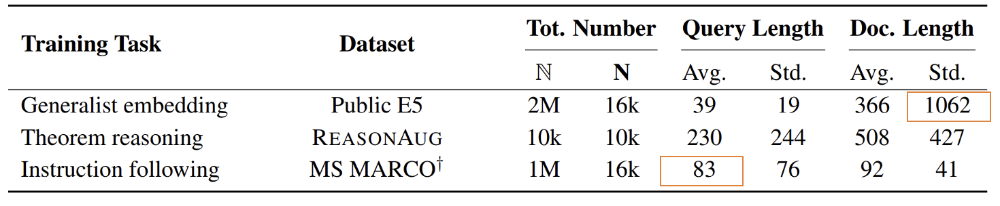 Training Task Dataset Tot. Number Query Length Doc. Length
ℕ N Avg. Std. Avg. Std.
Generalist embedding Public E5 2M 16k 39 19 366 1062
Theorem reasoning REASONAUG 10k 10k 230 244 508 427
Instruction following MS MARCO† 1M 16k 83 76 92 41